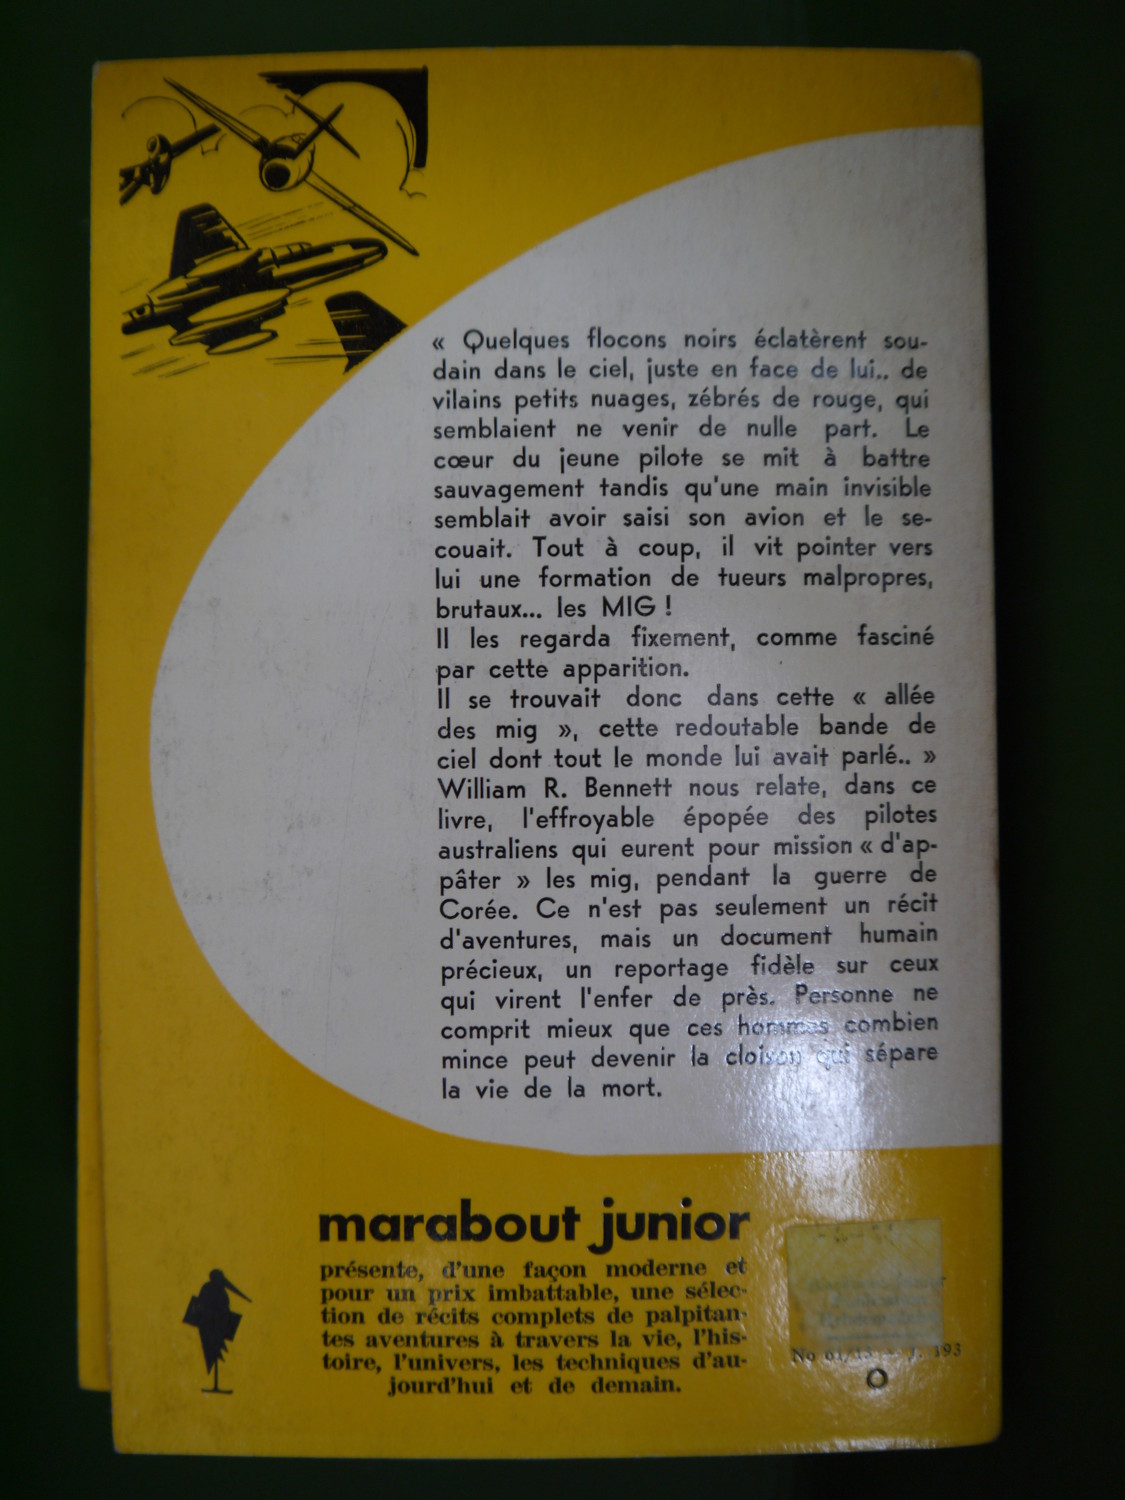 « Quelques flocons noirs éclatèrent sou-
dain dans le ciel, juste en face de lui.. de
vilains petits nuages, zébrés de rouge, qui
semblaient ne venir de nulle part. Le
cœur du jeune pilote se mit à battre
sauvagement tandis qu'une main invisible
semblait avoir saisi son avion et le se-
couait. Tout à coup, il vit pointer vers
lui une formation de tueurs malpropres,
brutaux... les MIG !
Il les regarda fixement, comme fasciné
par cette apparition.
Il se trouvait donc dans cette « allée
des mig », cette redoutable bande de
ciel dont tout le monde lui avait parlé.. »
William R. Bennett nous relate, dans ce
livre, l'effroyable épopée des pilotes
australiens qui eurent pour mission « d'ap-
pâter » les mig, pendant la guerre de
Corée. Ce n'est pas seulement un récit
d'aventures, mais un document humain
précieux, un reportage fidèle sur ceux
qui virent l'enfer de près. Personne ne
comprit mieux que ces hommes combien
mince peut devenir la cloison qui sépare
la vie de la mort.
marabout junior
présente, d'une façon moderne et
pour un prix imbattable, une sélec-
tion de récits complets de palpitan-
tes aventures à travers la vie, l'his-
toire, l'univers, les techniques d'au-
jourd'hui et de demain.
No J. 193